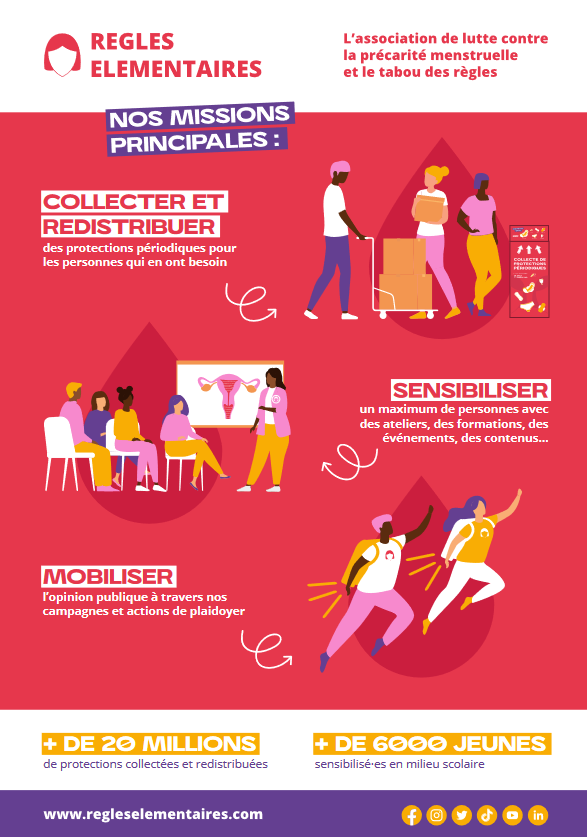 REGLES
ELEMENTAIRES
L'association de lutte contre
la précarité menstruelle
et le tabou des règles
NOS MISSIONS
PRINCIPALES :
COLLECTER ET
REDISTRIBUER
des protections périodiques pour
les personnes qui en ont besoin
COLLECTE DE
PROTECTIONS
PÉRIODIQUES
SENSIBILISER
un maximum de personnes avec
des ateliers, des formations, des
événements, des contenus...
MOBILISER
l'opinion publique à travers nos
campagnes et actions de plaidoyer
+ DE 20 MILLIONS
de protections collectées et redistribuées
+ DE 6000 JEUNES
sensibilisé·es en milieu scolaire
www.regleselementaires.com